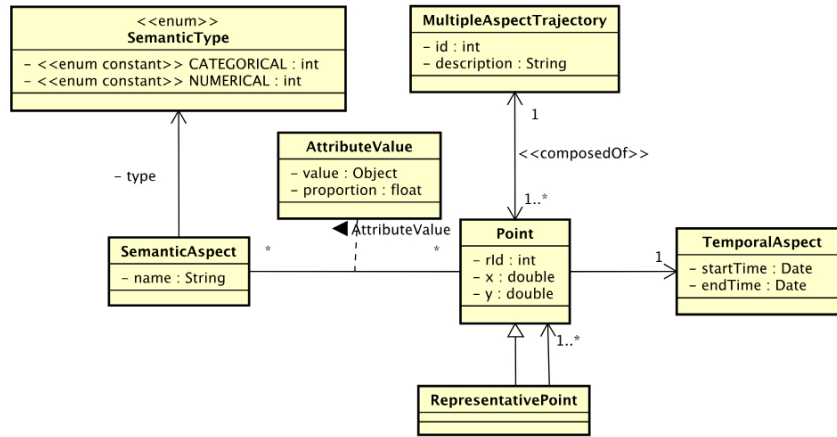 <<enum>>
SemanticType
- <<enum constant>> CATEGORICAL : int
- <<enum constant>> NUMERICAL : int
MultipleAspectTrajectory
- id : int
- description : String
1
<<composedOf>>
1..*
- type
AttributeValue
- value : Object
- proportion : float
AttributeValue
SemanticAspect
- name : String
*
*
Point
- rId : int
- x : double
- y : double
1
TemporalAspect
- startTime : Date
- endTime : Date
1..*
RepresentativePoint